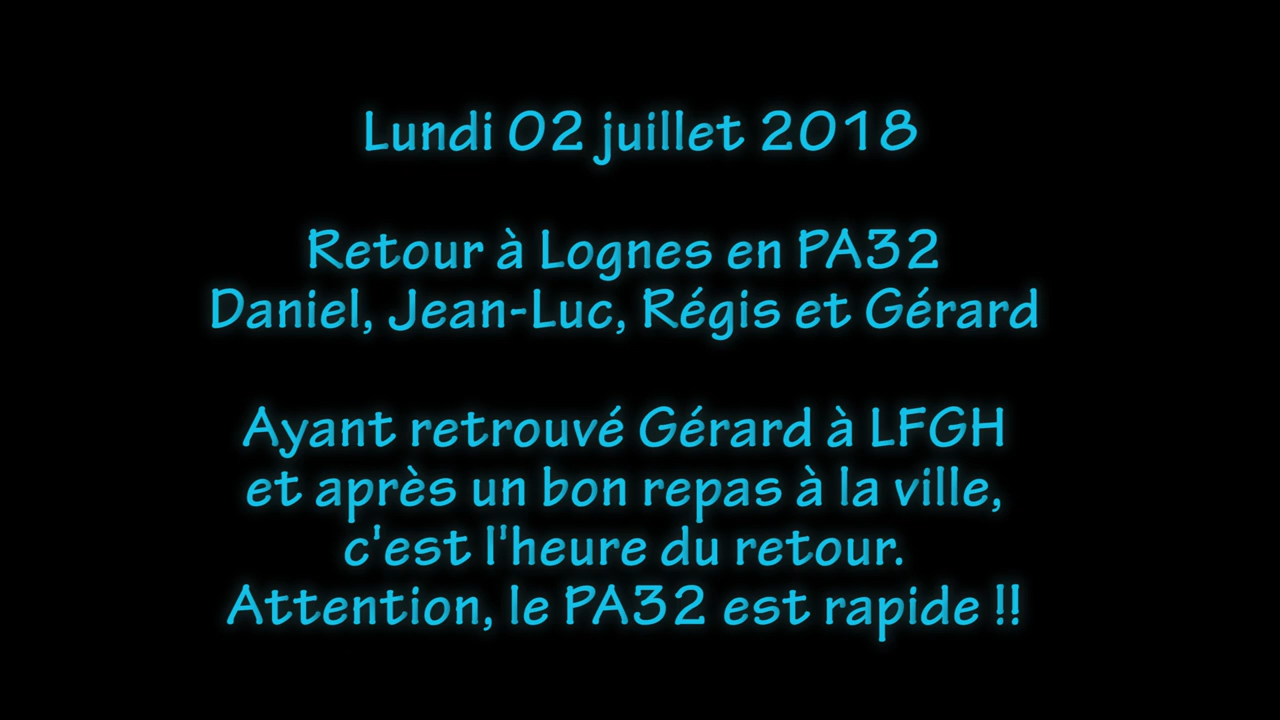 Lundi 02 juillet 2018
Retour à Lognes en PA32
Daniel, Jean-Luc, Régis et Gérard
Ayant retrouvé Gérard à LFGH
et après un bon repas à la ville,
c'est l'heure du retour.
Attention, le PA32 est rapide !!